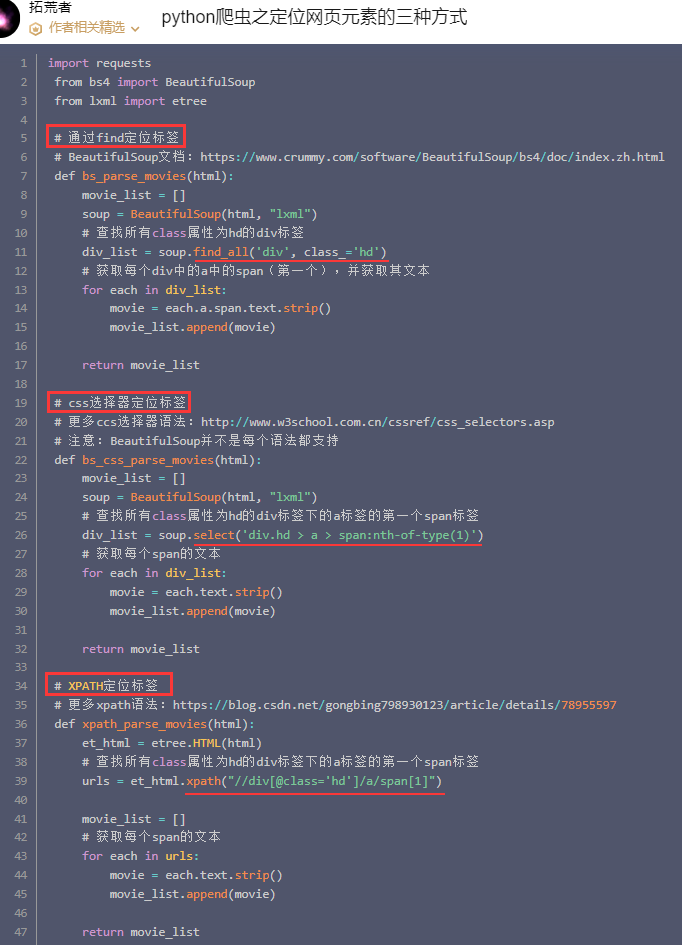 拓荒者
作者相关精选
python爬虫之定位网页元素的三种方式
1 import requests
2 from bs4 import BeautifulSoup
3 from lxml import etree
4
5 # 通过find定位标签
6 # BeautifulSoup文档：https://www.crummy.com/software/BeautifulSoup/bs4/doc/index.zh.html
7 def bs_parse_movies(html):
8 movie_list = []
9 soup = BeautifulSoup(html, "lxml")
10 # 查找所有class属性为hd的div标签
11 div_list = soup.find_all('div', class_='hd')
12 # 获取每个div中的a中的span（第一个），并获取其文本
13 for each in div_list:
14 movie = each.a.span.text.strip()
15 movie_list.append(movie)
16
17 return movie_list
18
19 # css选择器定位标签
20 # 更多ccs选择器语法：http://www.w3school.com.cn/cssref/css_selectors.asp
21 # 注意：BeautifulSoup并不是每个语法都支持
22 def bs_css_parse_movies(html):
23 movie_list = []
24 soup = BeautifulSoup(html, "lxml")
25 # 查找所有class属性为hd的div标签下的a标签的第一个span标签
26 div_list = soup.select('div.hd > a > span:nth-of-type(1)')
27 # 获取每个span的文本
28 for each in div_list:
29 movie = each.text.strip()
30 movie_list.append(movie)
31
32 return movie_list
33
34 # XPATH定位标签
35 # 更多xpath语法：https://blog.csdn.net/gongbing798930123/article/details/78955597
36 def xpath_parse_movies(html):
37 et_html = etree.HTML(html)
38 # 查找所有class属性为hd的div标签下的a标签的第一个span标签
39 urls = et_html.xpath("//div[@class='hd']/a/span[1]")
40
41 movie_list = []
42 # 获取每个span的文本
43 for each in urls:
44 movie = each.text.strip()
45 movie_list.append(movie)
46
47 return movie_list